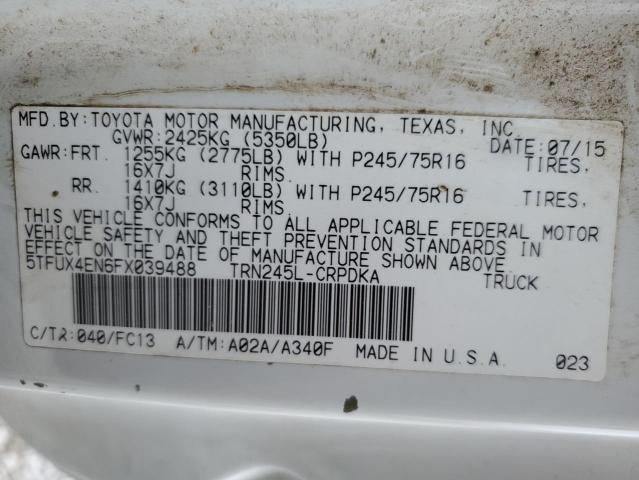 MFD.BY:TOYOTA MOTOR MANUFACTURING, TEXAS, INC.
GVWR:2425KG (5350LB) DATE:07/15
GAWR:FRT. 1255KG (2775LB) WITH P245/75R16 TIRES,
16X7J RIMS.
RR. 1410KG (3110LB) WITH P245/75R16 TIRES,
16X7J RIMS.
THIS VEHICLE CONFORMS TO ALL APPLICABLE FEDERAL MOTOR
VEHICLE SAFETY AND THEFT PREVENTION STANDARDS IN
EFFECT ON THE DATE OF MANUFACTURE SHOWN ABOVE
5TFUX4EN6FX039488 TRN245L-CRPDKA TRUCK
C/TR:040/FC13 A/TM:A02A/A340F MADE IN U.S.A. 023